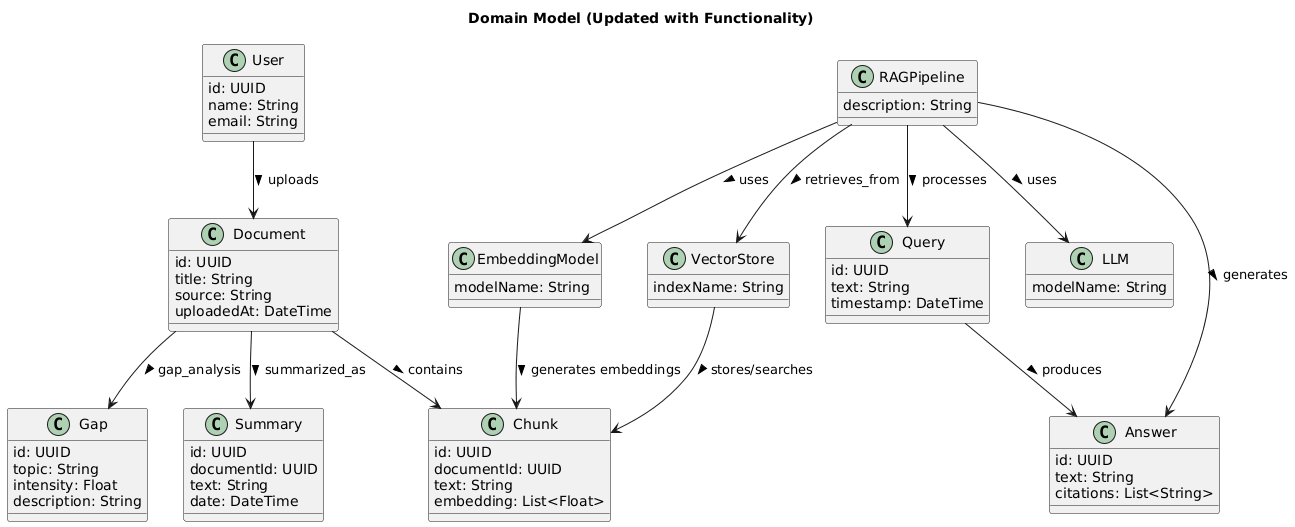 Domain Model (Updated with Functionality)
C User
id: UUID
name: String
email: String
C RAGPipeline
description: String
uploads
uses
retrieves_from
processes
uses
generates
C Document
id: UUID
title: String
source: String
uploadedAt: DateTime
C EmbeddingModel
modelName: String
C VectorStore
indexName: String
C Query
id: UUID
text: String
timestamp: DateTime
C LLM
modelName: String
gap_analysis
summarized_as
contains
generates embeddings
stores/searches
produces
C Gap
id: UUID
topic: String
intensity: Float
description: String
C Summary
id: UUID
documentId: UUID
text: String
date: DateTime
C Chunk
id: UUID
documentId: UUID
text: String
embedding: List<Float>
C Answer
id: UUID
text: String
citations: List<String>